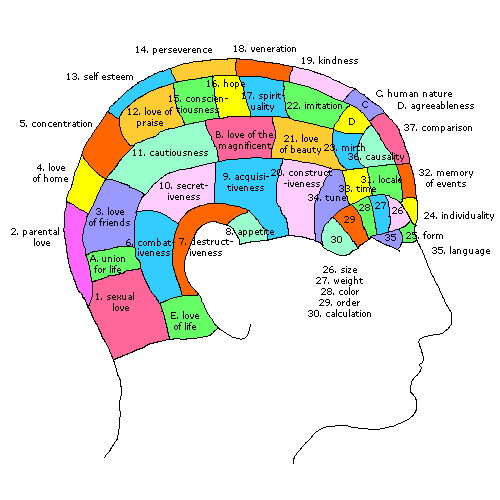 14. perseverence
18. veneration
19. kindness
13. self esteem
16. hope
C. human nature
15. conscien-
tiousness
17. spirit-
uality
C
D. agreeableness
22. imitation
12. love of
praise
5. concentration
D
37. comparison
B. love of the
magnificent
21. love
of beauty
23. mirth
11. cautiousness
36. causality
4. love
of home
9. acquisi-
tiveness
20. construct
-iveness
32. memory
of events
31. locale
10. secret-
iveness
33. time
34. tune
3. love
of friends
28
27
26
24. individuality
29
2. parental
love
8. appetite
25. form
6. combat-
iveness
7. destruct-
iveness
30
35
35. language
A. union
for life
26. size
27. weight
28. color
29. order
30. calculation
1. sexual
love
E. love
of life